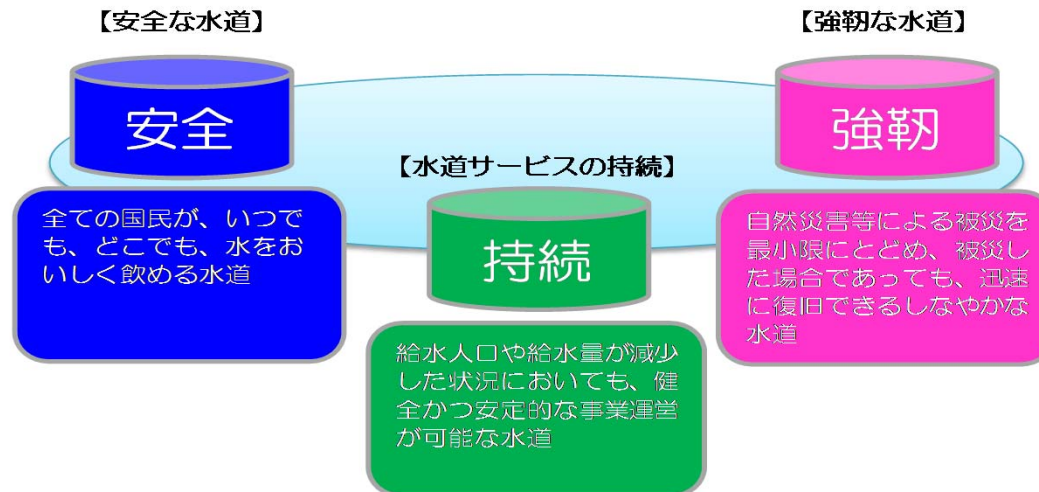 【安全な水道】
安全
全ての国民が、いつで
も、どこでも、水をお
いしく飲める水道
【水道サービスの持続】
持続
給水人口や給水量が減少
した状況においても、健
全かつ安定的な事業運営
が可能な水道
【強靭な水道】
強靭
自然災害等による被災を
最小限にとどめ、被災し
た場合であっても、迅速
に復旧できるしなやかな
水道